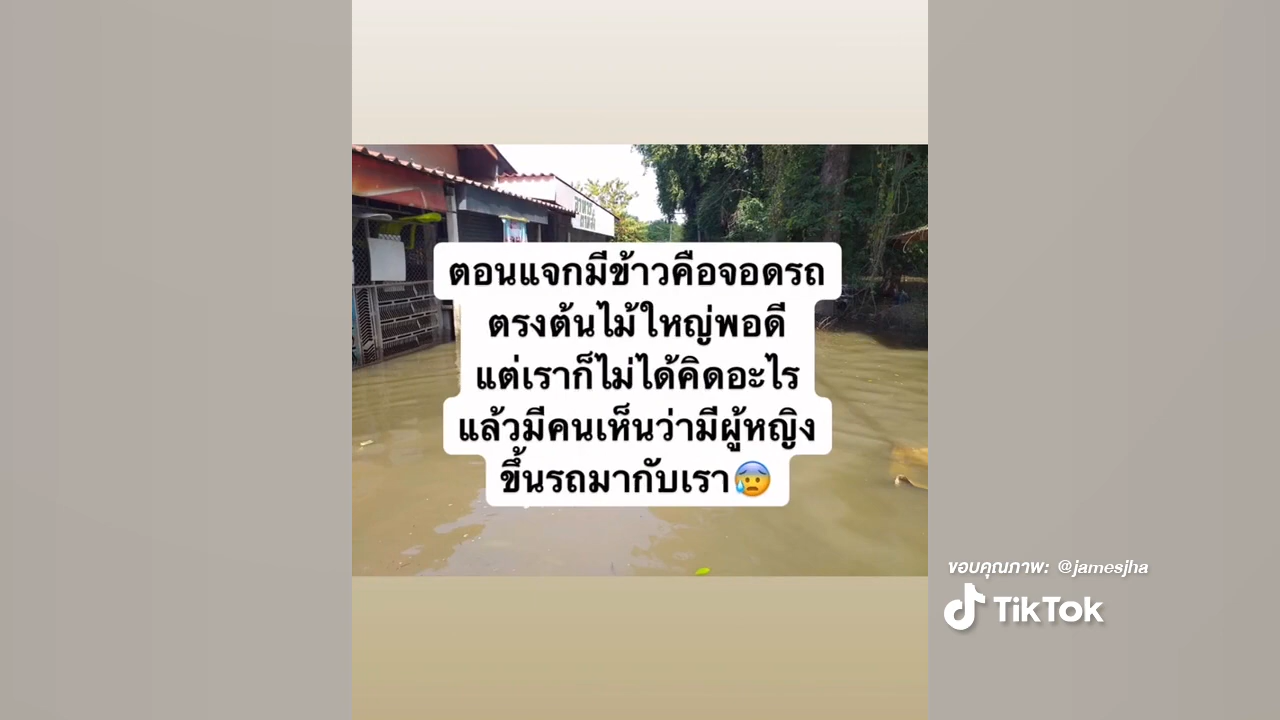 ตอนแจกมีข้าวคือจอดรถ
ตรงต้นไม้ใหญ่พอดี
แต่เราก็ไม่ได้คิดอะไร
แล้วมีคนเห็นว่ามีผู้หญิง
ขึ้นรถมากับเรา😰
ขอบคุณภาพ: @jamesjha
TikTok